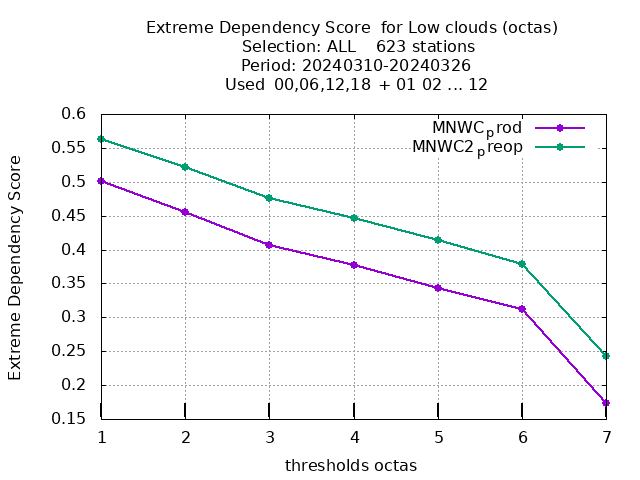 Extreme Dependency Score  for Low clouds (octas)
Selection: ALL    623 stations
Period: 20240310-20240326
Used  00,06,12,18 + 01 02 ... 12
MNWC_prod
MNWC2_preop
0.6
0.55
0.5
0.45
0.4
0.35
0.3
0.25
0.2
0.15
Extreme Dependency Score
1 2 3 4 5 6 7
thresholds octas